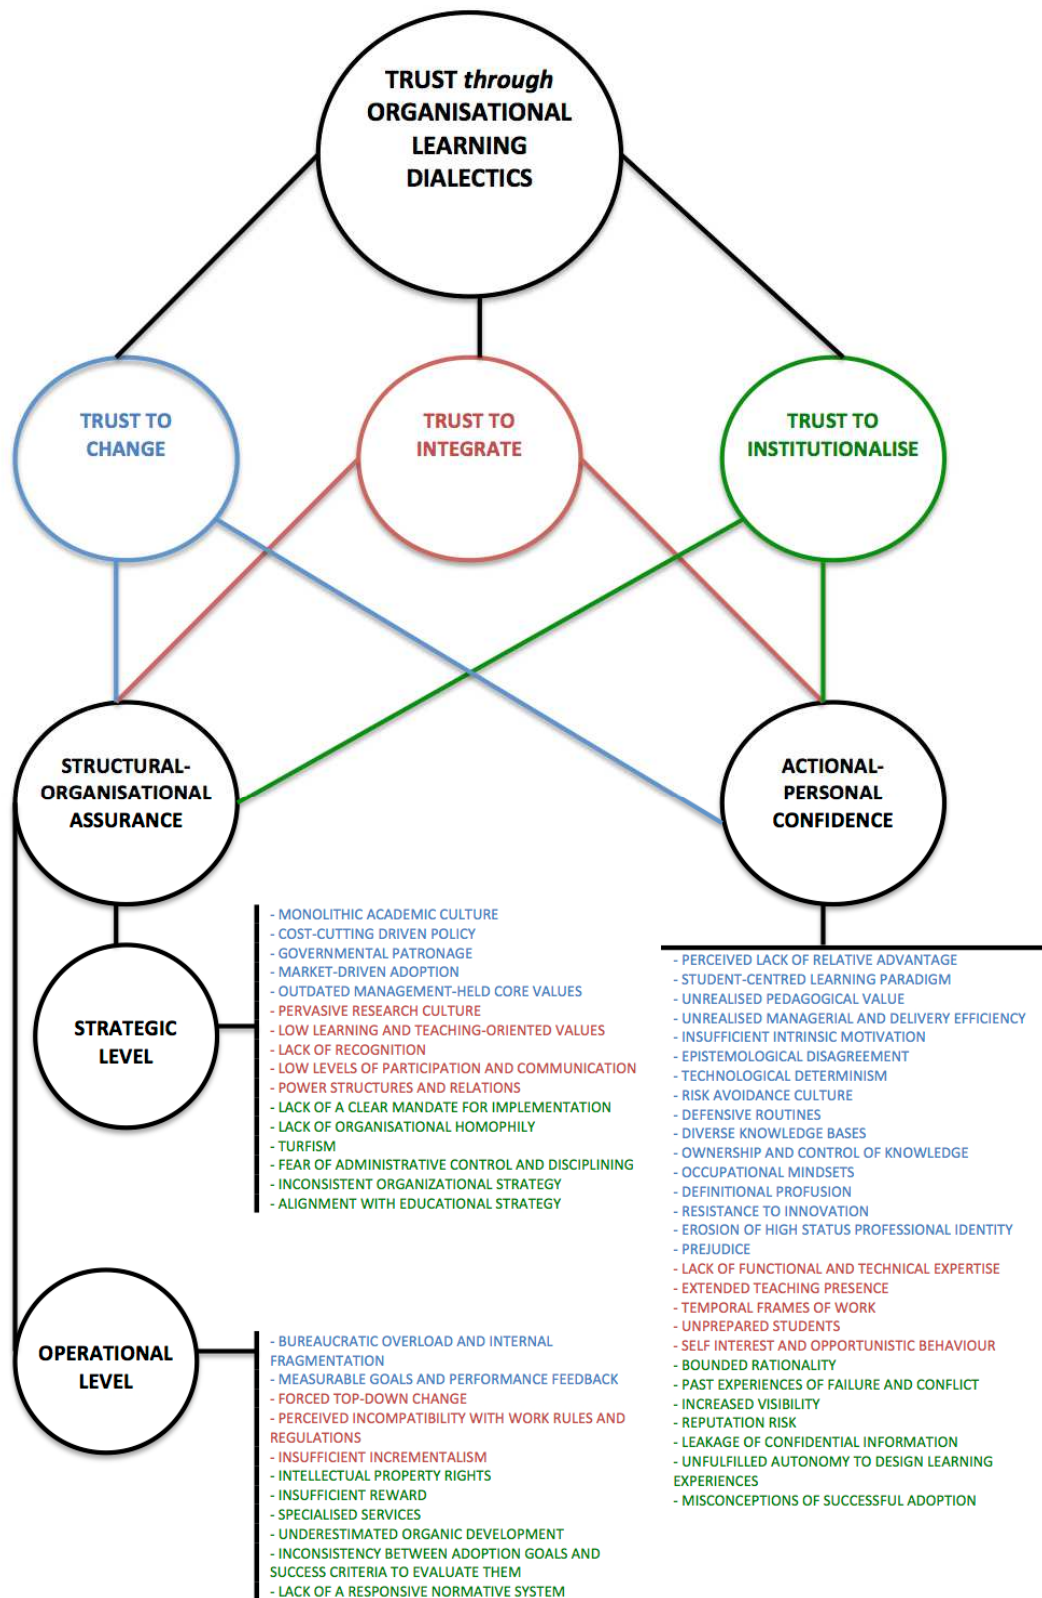 TRUST through
ORGANISATIONAL
LEARNING
DIALECTICS
TRUST TO
CHANGE
TRUST TO
INTEGRATE
TRUST TO
INSTITUTIONALISE
STRUCTURAL-
ORGANISATIONAL
ASSURANCE
ACTIONAL-
PERSONAL
CONFIDENCE
STRATEGIC
LEVEL
- MONOLITHIC ACADEMIC CULTURE
- COST-CUTTING DRIVEN POLICY
- GOVERNMENTAL PATRONAGE
- MARKET-DRIVEN ADOPTION
- OUTDATED MANAGEMENT-HELD CORE VALUES
- PERVASIVE RESEARCH CULTURE
- LOW LEARNING AND TEACHING-ORIENTED VALUES
- LACK OF RECOGNITION
- LOW LEVELS OF PARTICIPATION AND COMMUNICATION
- POWER STRUCTURES AND RELATIONS
- LACK OF A CLEAR MANDATE FOR IMPLEMENTATION
- LACK OF ORGANISATIONAL HOMOPHILY
- TURFISM
- FEAR OF ADMINISTRATIVE CONTROL AND DISCIPLINING
- INCONSISTENT ORGANIZATIONAL STRATEGY
- ALIGNMENT WITH EDUCATIONAL STRATEGY
- PERCEIVED LACK OF RELATIVE ADVANTAGE
- STUDENT-CENTRED LEARNING PARADIGM
- UNREALISED PEDAGOGICAL VALUE
- UNREALISED MANAGERIAL AND DELIVERY EFFICIENCY
- INSUFFICIENT INTRINSIC MOTIVATION
- EPISTEMOLOGICAL DISAGREEMENT
- TECHNOLOGICAL DETERMINISM
- RISK AVOIDANCE CULTURE
- DEFENSIVE ROUTINES
- DIVERSE KNOWLEDGE BASES
- OWNERSHIP AND CONTROL OF KNOWLEDGE
- OCCUPATIONAL MINDSETS
- DEFINITIONAL PROFUSION
- RESISTANCE TO INNOVATION
- EROSION OF HIGH STATUS PROFESSIONAL IDENTITY
- PREJUDICE
- LACK OF FUNCTIONAL AND TECHNICAL EXPERTISE
- EXTENDED TEACHING PRESENCE
- TEMPORAL FRAMES OF WORK
- UNPREPARED STUDENTS
- SELF INTEREST AND OPPORTUNISTIC BEHAVIOUR
- BOUNDED RATIONALITY
- PAST EXPERIENCES OF FAILURE AND CONFLICT
- INCREASED VISIBILITY
- REPUTATION RISK
- LEAKAGE OF CONFIDENTIAL INFORMATION
- UNFULFILLED AUTONOMY TO DESIGN LEARNING
EXPERIENCES
- MISCONCEPTIONS OF SUCCESSFUL ADOPTION
OPERATIONAL
LEVEL
- BUREAUCRATIC OVERLOAD AND INTERNAL
FRAGMENTATION
- MEASURABLE GOALS AND PERFORMANCE FEEDBACK
- FORCED TOP-DOWN CHANGE
- PERCEIVED INCOMPATIBILITY WITH WORK RULES AND
REGULATIONS
- INSUFFICIENT INCREMENTALISM
- INTELLECTUAL PROPERTY RIGHTS
- INSUFFICIENT REWARD
- SPECIALISED SERVICES
- UNDERESTIMATED ORGANIC DEVELOPMENT
- INCONSISTENCY BETWEEN ADOPTION GOALS AND
SUCCESS CRITERIA TO EVALUATE THEM
- LACK OF A RESPONSIVE NORMATIVE SYSTEM